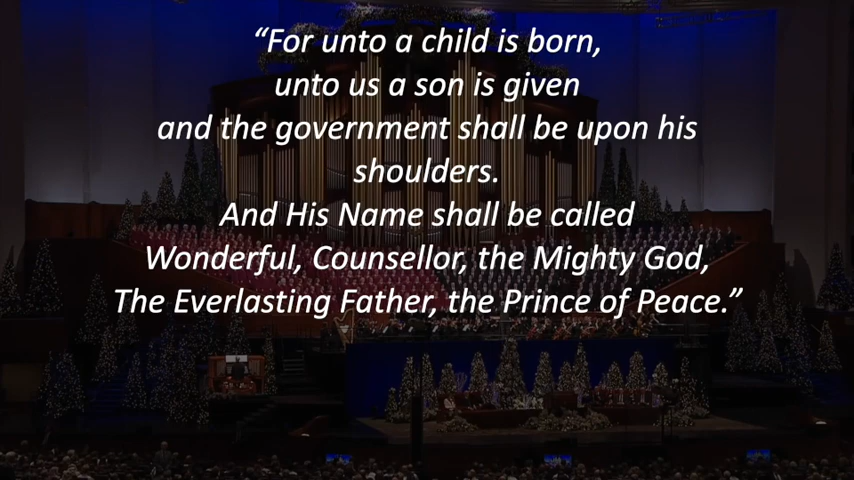 “For unto a child is born,
unto us a son is given
and the government shall be upon his
shoulders.
And His Name shall be called
Wonderful, Counsellor, the Mighty God,
The Everlasting Father, the Prince of Peace.”